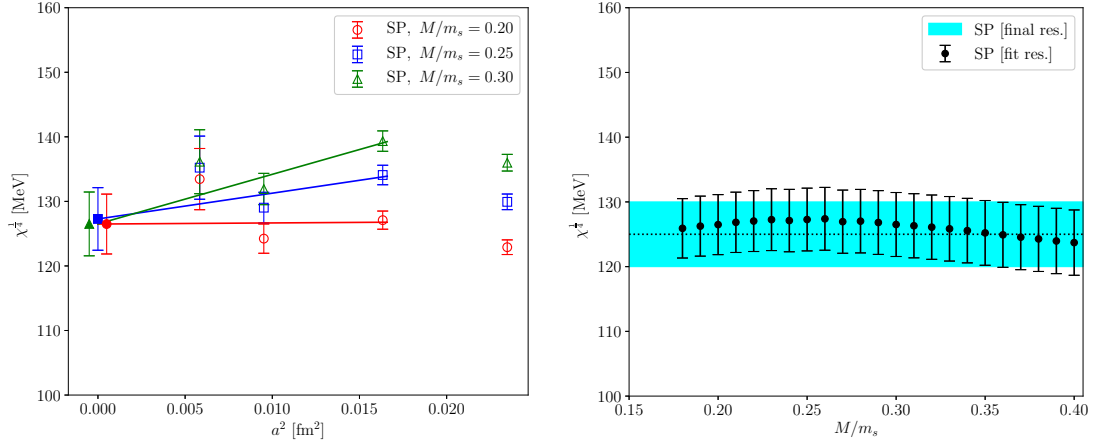 160
150
140
130
120
110
100
χ^{1/4} [MeV]
0.000
0.005
0.010
0.015
0.020
a² [fm²]
SP, M/m_s = 0.20
SP, M/m_s = 0.25
SP, M/m_s = 0.30
160
150
140
130
120
110
100
χ^{1/4} [MeV]
0.15
0.20
0.25
0.30
0.35
0.40
M/m_s
SP [final res.]
SP [fit res.]